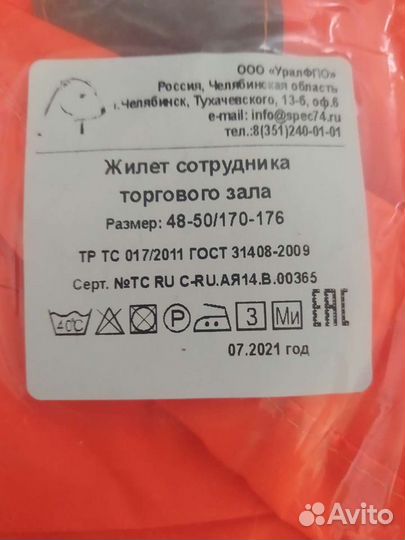 ООО «УралФПО»
Россия, Челябинская область
г.Челябинск, Тухачевского, 13-б, оф.6
e-mail: info@spec74.ru
тел.:8(351)240-01-01
Жилет сотрудника
торгового зала
Размер: 48-50/170-176
ТР ТС 017/2011 ГОСТ 31408-2009
Серт. №ТС RU C-RU.АЯ14.В.00365
40°C P 3 Ми EAC
07.2021 год
Avito